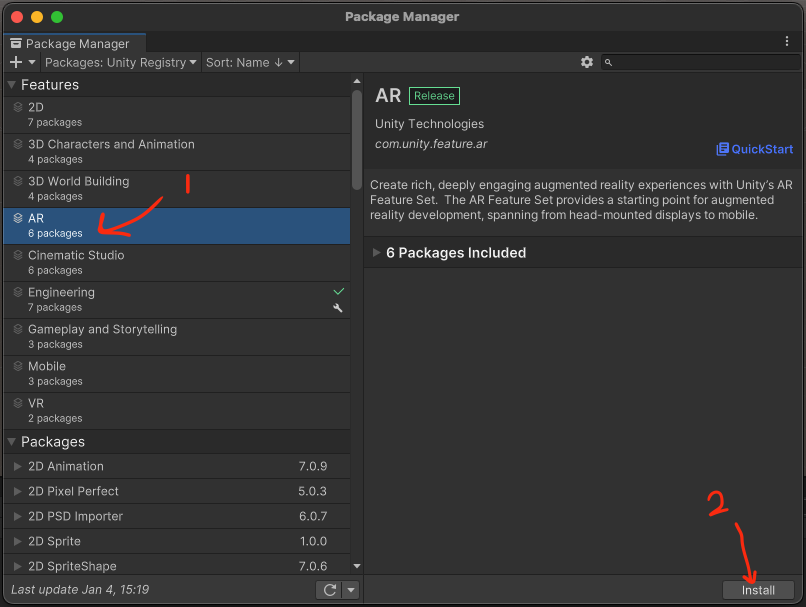 Package Manager
Package Manager
Packages: Unity Registry Sort: Name ↓
Features
2D
7 packages
3D Characters and Animation
4 packages
3D World Building
4 packages
1
AR
6 packages
Cinematic Studio
6 packages
Engineering
7 packages
Gameplay and Storytelling
3 packages
Mobile
3 packages
VR
2 packages
Packages
2D Animation 7.0.9
2D Pixel Perfect 5.0.3
2D PSD Importer 6.0.7
2D Sprite 1.0.0
2D SpriteShape 7.0.6
Last update Jan 4, 15:19
AR Release
Unity Technologies
com.unity.feature.ar
QuickStart
Create rich, deeply engaging augmented reality experiences with Unity's AR
Feature Set. The AR Feature Set provides a starting point for augmented
reality development, spanning from head-mounted displays to mobile.
6 Packages Included
2
Install